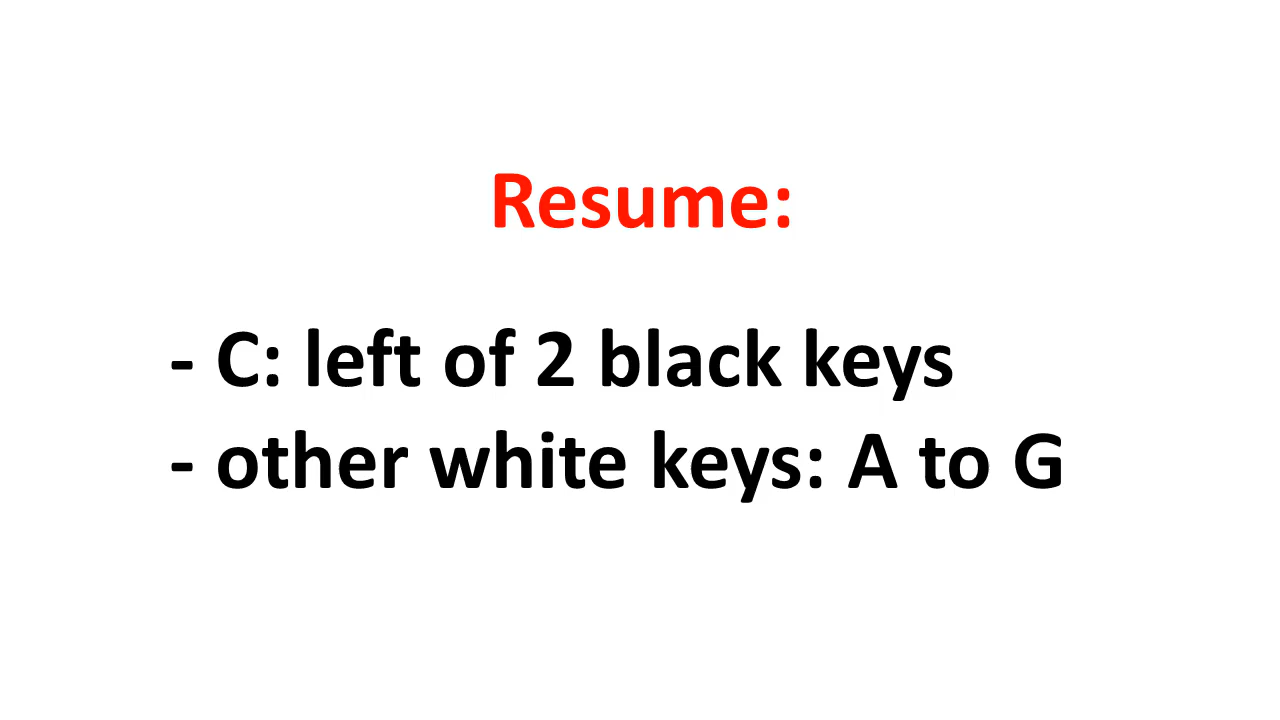 Resume:
- C: left of 2 black keys
- other white keys: A to G